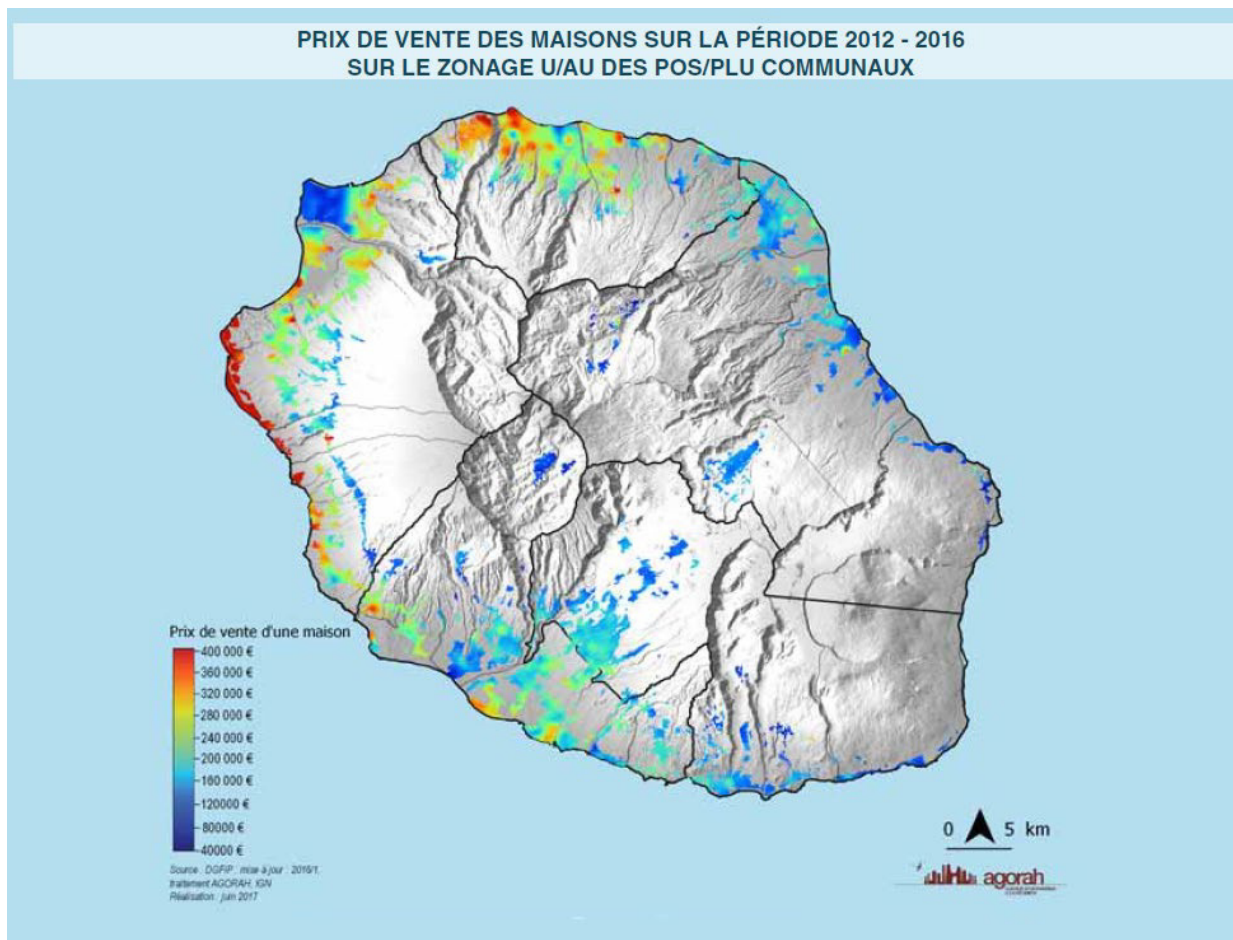 PRIX DE VENTE DES MAISONS SUR LA PÉRIODE 2012 - 2016
SUR LE ZONAGE U/AU DES POS/PLU COMMUNAUX
Prix de vente d'une maison
400 000 €
360 000 €
320 000 €
280 000 €
240 000 €
200 000 €
160 000 €
120000 €
80000 €
40000 €
Source : DGFiP : mise à jour : 2016/1,
traitement AGORAH, IGN
Réalisation : juin 2017
0 5 km
agorah